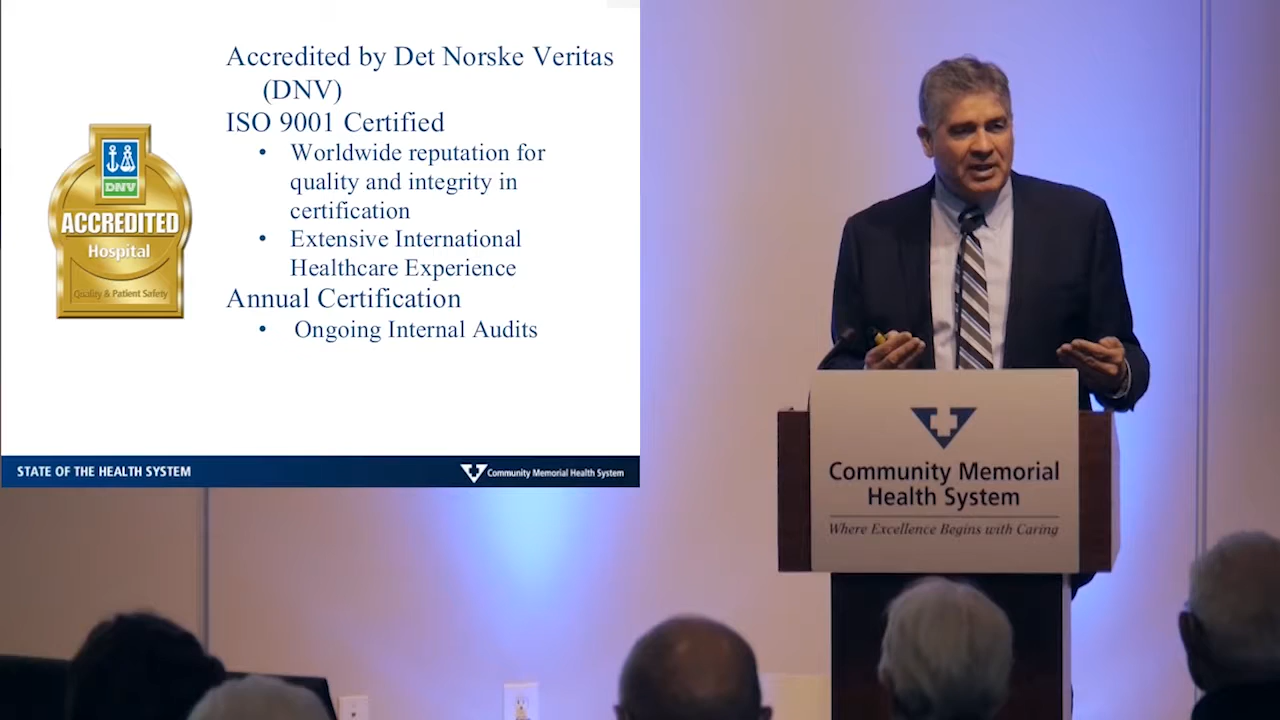 Accredited by Det Norske Veritas
(DNV)
ISO 9001 Certified
• Worldwide reputation for
quality and integrity in
certification
• Extensive International
Healthcare Experience
Annual Certification
• Ongoing Internal Audits
DNV
ACCREDITED
Hospital
Quality & Patient Safety
STATE OF THE HEALTH SYSTEM
Community Memorial Health System
Community Memorial
Health System
Where Excellence Begins with Caring